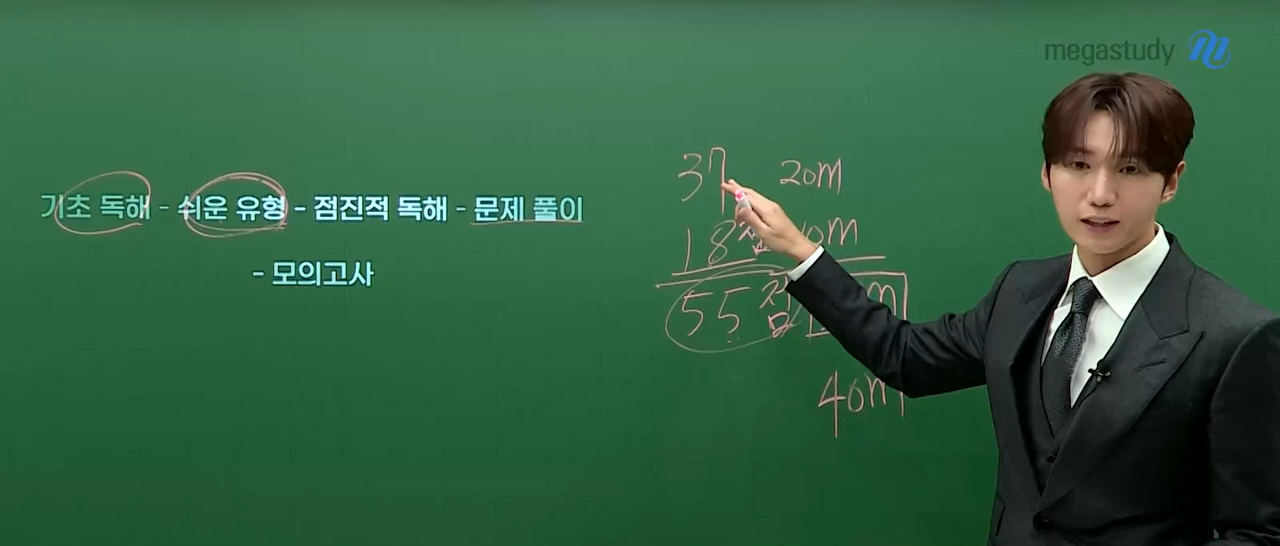 megastudy
기초 독해 - 쉬운 유형 - 점진적 독해 - 문제 풀이
- 모의고사
37 20m
18점
55점
40m